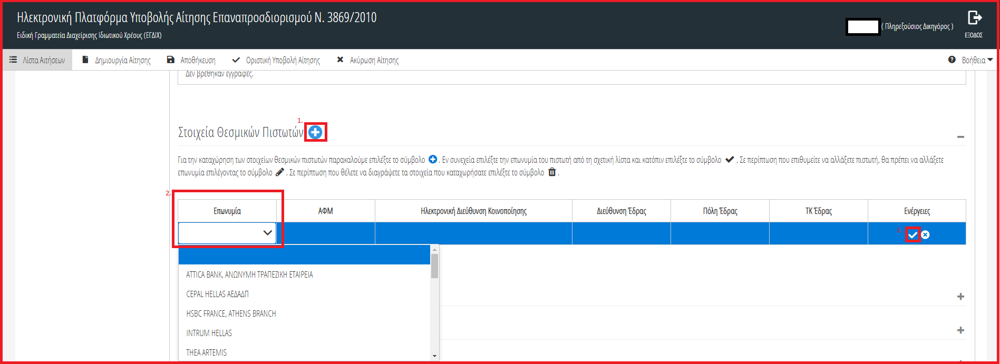 Ηλεκτρονική Πλατφόρμα Υποβολής Αίτησης Επαναπροσδιορισμού Ν. 3869/2010
Ειδική Γραμματεία Διαχείρισης Ιδιωτικού Χρέους (ΕΓΔΙΧ)
( Πληρεξούσιος Δικηγόρος )
ΕΞΟΔΟΣ
Λίστα Αιτήσεων
Δημιουργία Αίτησης
Αποθήκευση
Οριστική Υποβολή Αίτησης
Ακύρωση Αίτησης
Βοήθεια
Δεν βρέθηκαν εγγραφές.
1.
Στοιχεία Θεσμικών Πιστωτών
Για την καταχώρηση των στοιχείων θεσμικών πιστωτών παρακαλούμε επιλέξτε το σύμβολο . Εν συνεχεία επιλέξτε την επωνυμία του πιστωτή από τη σχετική λίστα και κατόπιν επιλέξτε το σύμβολο . Σε περίπτωση που επιθυμείτε να αλλάξετε πιστωτή, θα πρέπει να αλλάξετε
επωνυμία επιλέγοντας το σύμβολο . Σε περίπτωση που θέλετε να διαγράψετε τα στοιχεία που καταχωρήσατε επιλέξτε το σύμβολο .
2.
Επωνυμία
ΑΦΜ
Ηλεκτρονική Διεύθυνση Κοινοποίησης
Διεύθυνση Έδρας
Πόλη Έδρας
ΤΚ Έδρας
Ενέργειες
3.
ATTICA BANK, ΑΝΩΝΥΜΗ ΤΡΑΠΕΖΙΚΗ ΕΤΑΙΡΕΙΑ
CEPAL HELLAS ΑΕΔΑΔΠ
HSBC FRANCE, ATHENS BRANCH
INTRUM HELLAS
THEA ARTEMIS